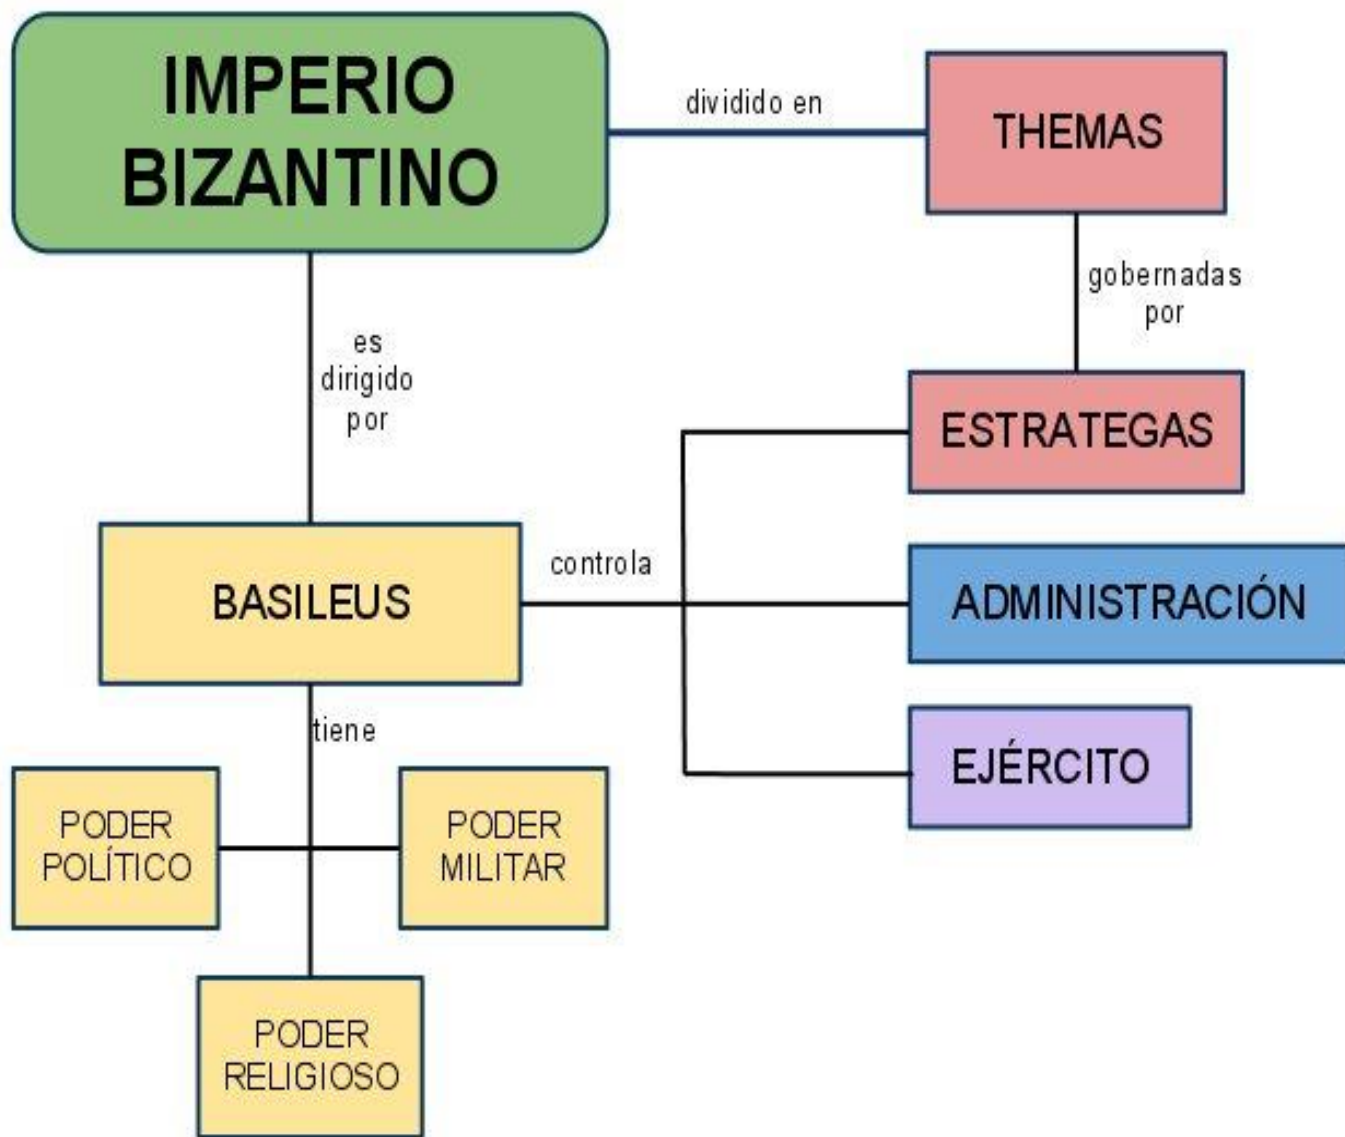 IMPERIO
BIZANTINO
dividido en
THEMAS
gobernadas
por
es
dirigido
por
ESTRATEGAS
BASILEUS
controla
ADMINISTRACIÓN
EJÉRCITO
tiene
PODER
POLÍTICO
PODER
MILITAR
PODER
RELIGIOSO